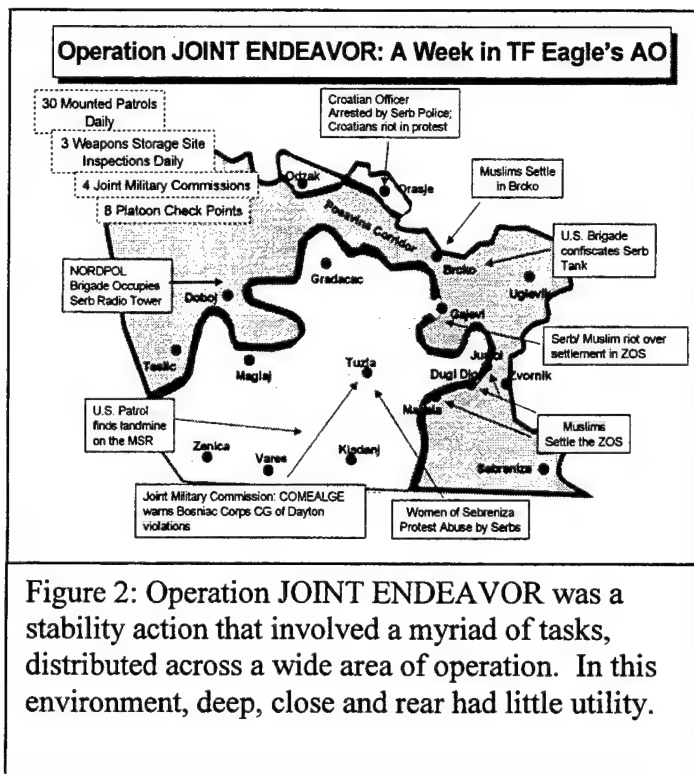 Operation JOINT ENDEAVOR: A Week in TF Eagle's AO
30 Mounted Patrols
Daily
3 Weapons Storage Site
Inspections Daily
4 Joint Military Commissions
8 Platoon Check Points
Croatian Officer
Arrested by Serb Police;
Croatians riot in protest
Muslims Settle
in Brcko
Odzak
Orasje
Posavina Corridor
U.S. Brigade
confiscates Serb
Tank
NORDPOL
Brigade Occupies
Serb Radio Tower
Gradacac
Brcko
Uglevik
Doboj
Gajevi
Serb/ Muslim riot over
settlement in ZOS
Teslic
Maglaj
Tuzla
Dugi Dio
Zvornik
U.S. Patrol
finds landmine
on the MSR
Muslims
Settle the ZOS
Zenica
Vares
Kladanj
Sebreniza
Joint Military Commission: COMEALGE
warns Bosniac Corps CG of Dayton
violations
Women of Sebreniza
Protest Abuse by Serbs
Figure 2: Operation JOINT ENDEAVOR was a
stability action that involved a myriad of tasks,
distributed across a wide area of operation. In this
environment, deep, close and rear had little utility.